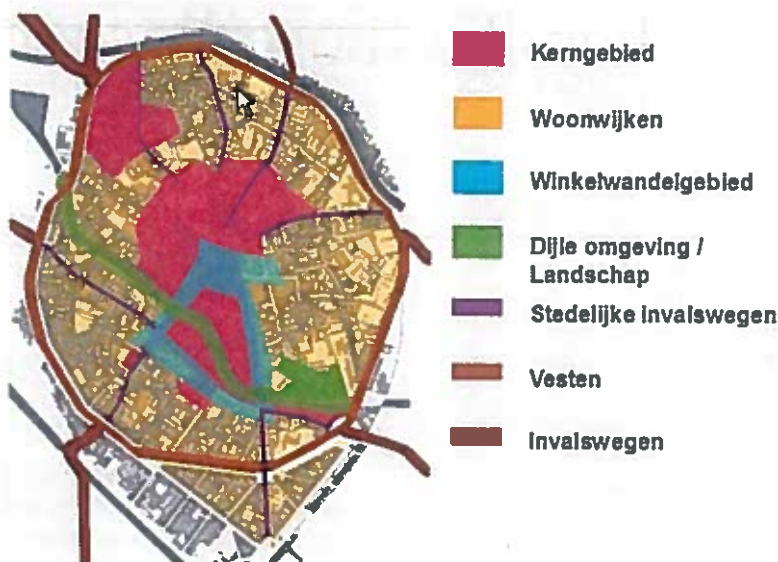 Kerngebied
Woonwijken
Winkelwandelgebied
Dijle omgeving /
Landschap
Stedelijke invalswegen
Vesten
Invalswegen